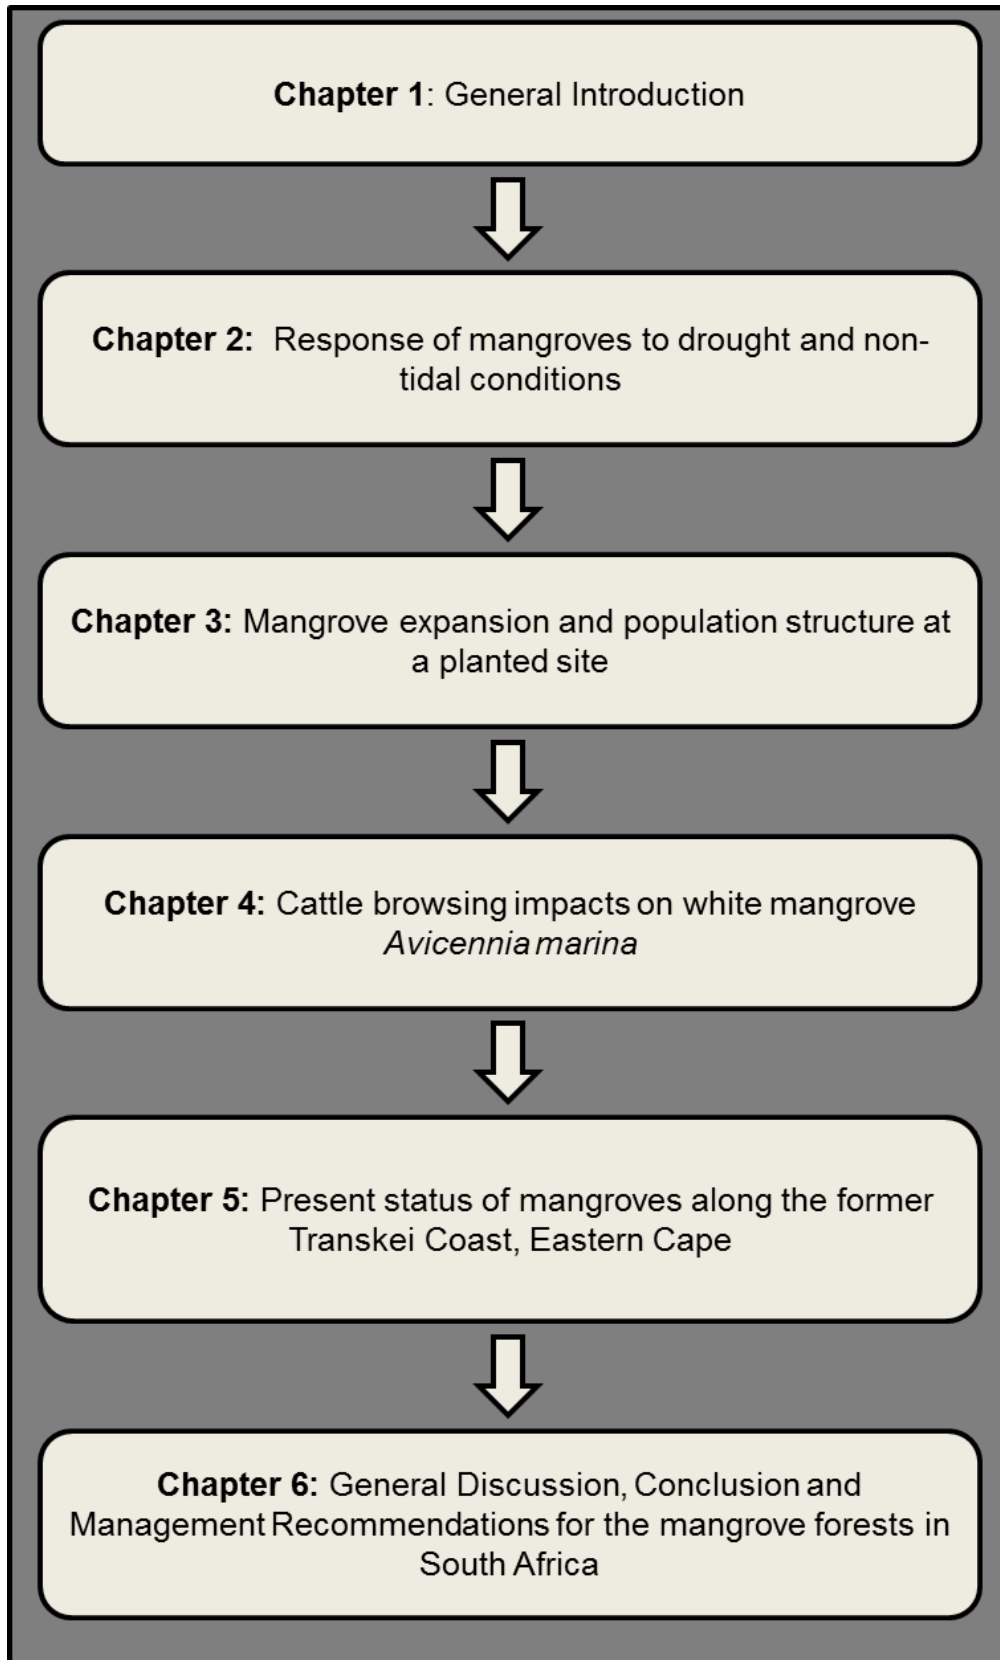 Chapter 1: General Introduction
Chapter 2: Response of mangroves to drought and non-
tidal conditions
Chapter 3: Mangrove expansion and population structure at
a planted site
Chapter 4: Cattle browsing impacts on white mangrove
Avicennia marina
Chapter 5: Present status of mangroves along the former
Transkei Coast, Eastern Cape
Chapter 6: General Discussion, Conclusion and
Management Recommendations for the mangrove forests in
South Africa